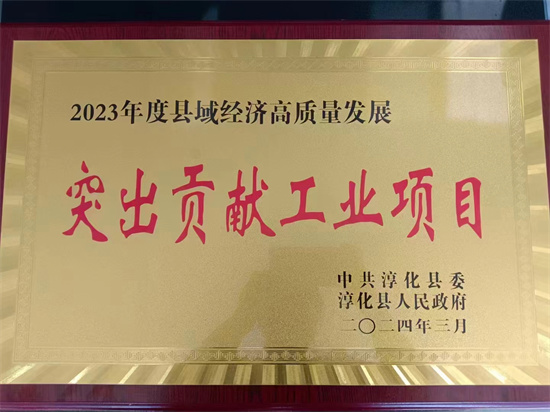 2023年度县域经济高质量发展
突出贡献工业项目
中共淳化县委
淳化县人民政府
二〇二四年三月